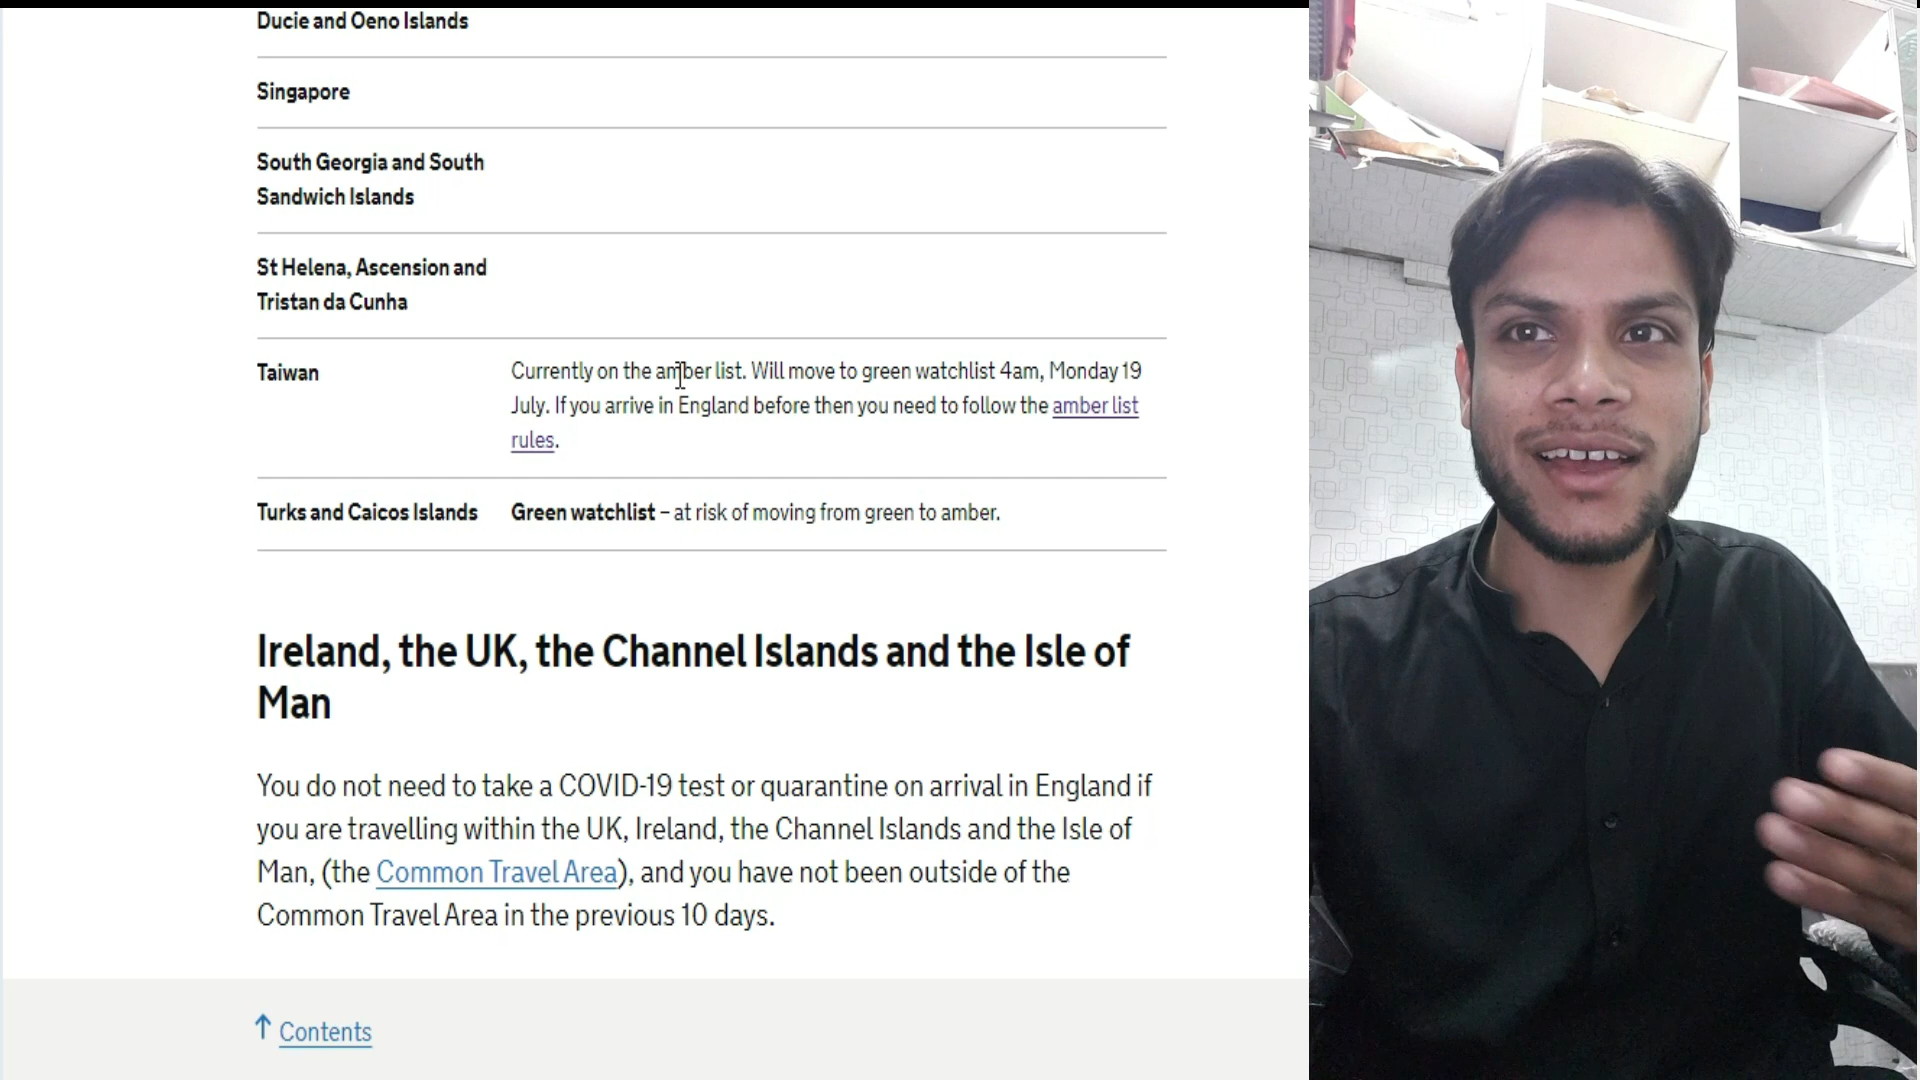 Ducie and Oeno Islands
Singapore
South Georgia and South
Sandwich Islands
St Helena, Ascension and
Tristan da Cunha
Taiwan
Currently on the amber list. Will move to green watchlist 4am, Monday 19
July. If you arrive in England before then you need to follow the amber list
rules.
Turks and Caicos Islands
Green watchlist – at risk of moving from green to amber.
Ireland, the UK, the Channel Islands and the Isle of
Man
You do not need to take a COVID-19 test or quarantine on arrival in England if
you are travelling within the UK, Ireland, the Channel Islands and the Isle of
Man, (the Common Travel Area), and you have not been outside of the
Common Travel Area in the previous 10 days.
↑ Contents